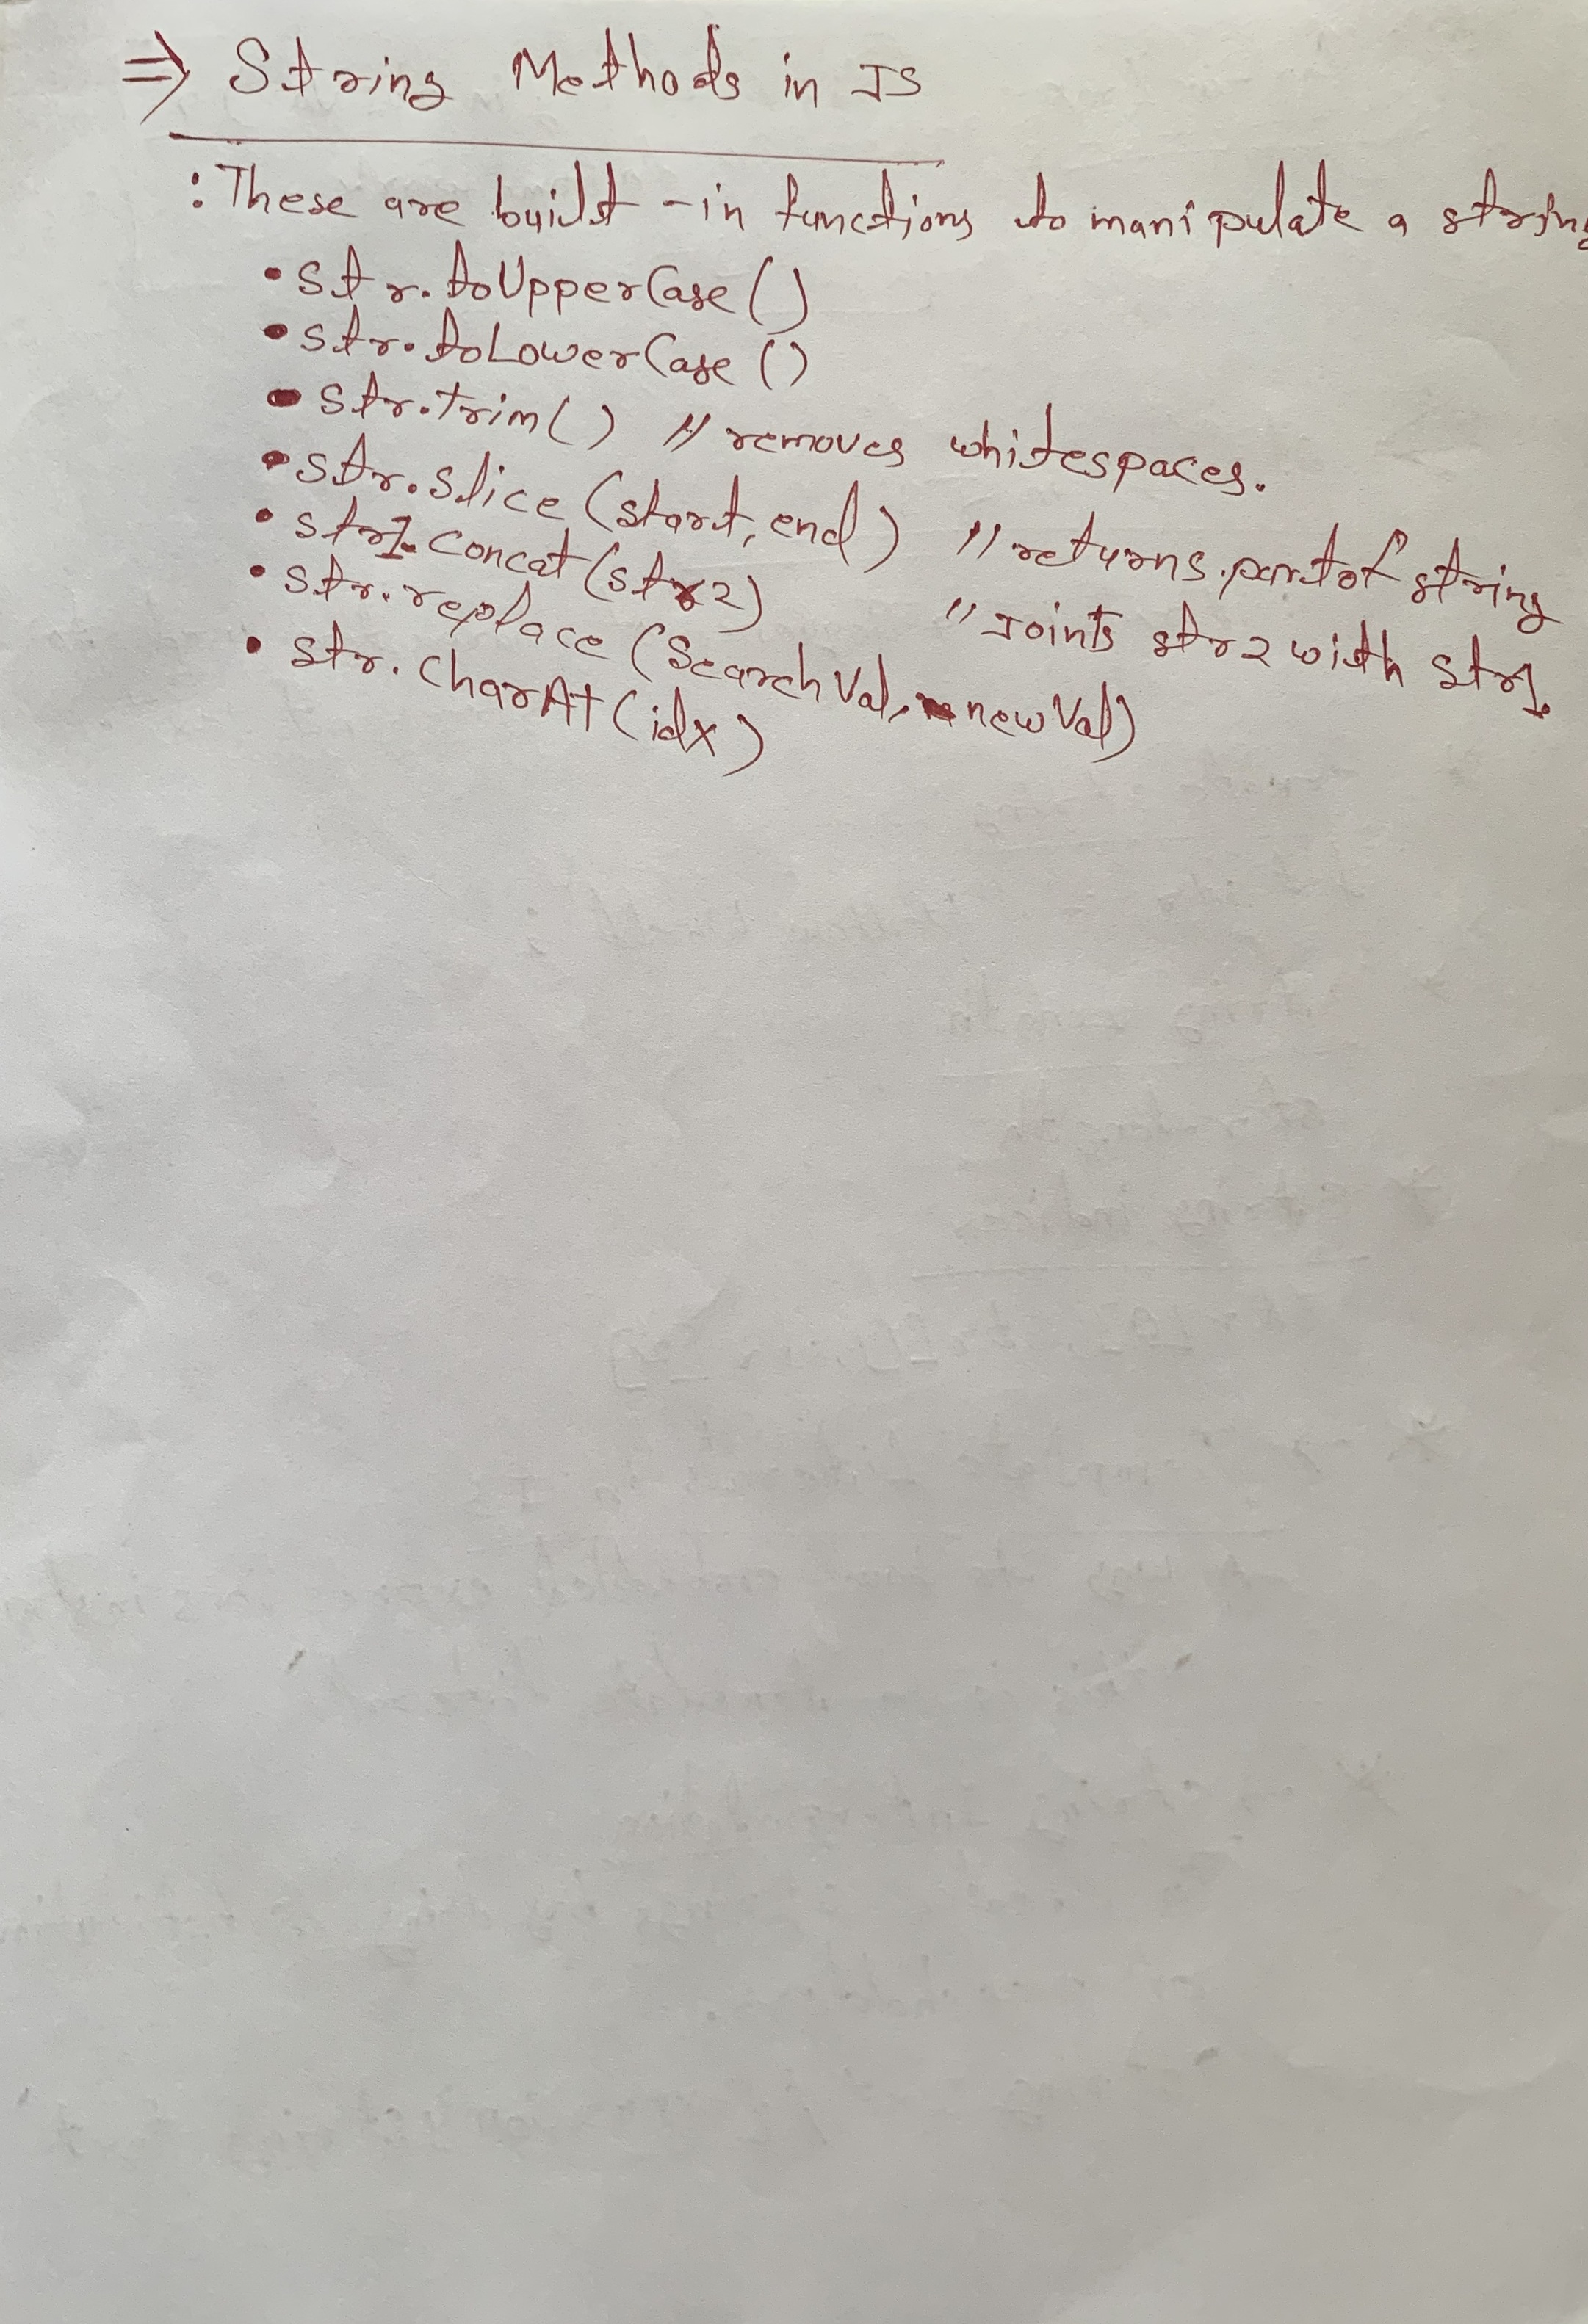 ⇒ String Methods in JS
: These are built-in functions to manipulate a string
• str.toUpperCase()
• str.toLowerCase()
• str.trim() // removes whitespaces.
• str.slice(start, end) // returns part of string
• str1.concat(str2) // Joints str2 with str1.
• str.replace(SearchVal, newVal)
• str.charAt(idx)